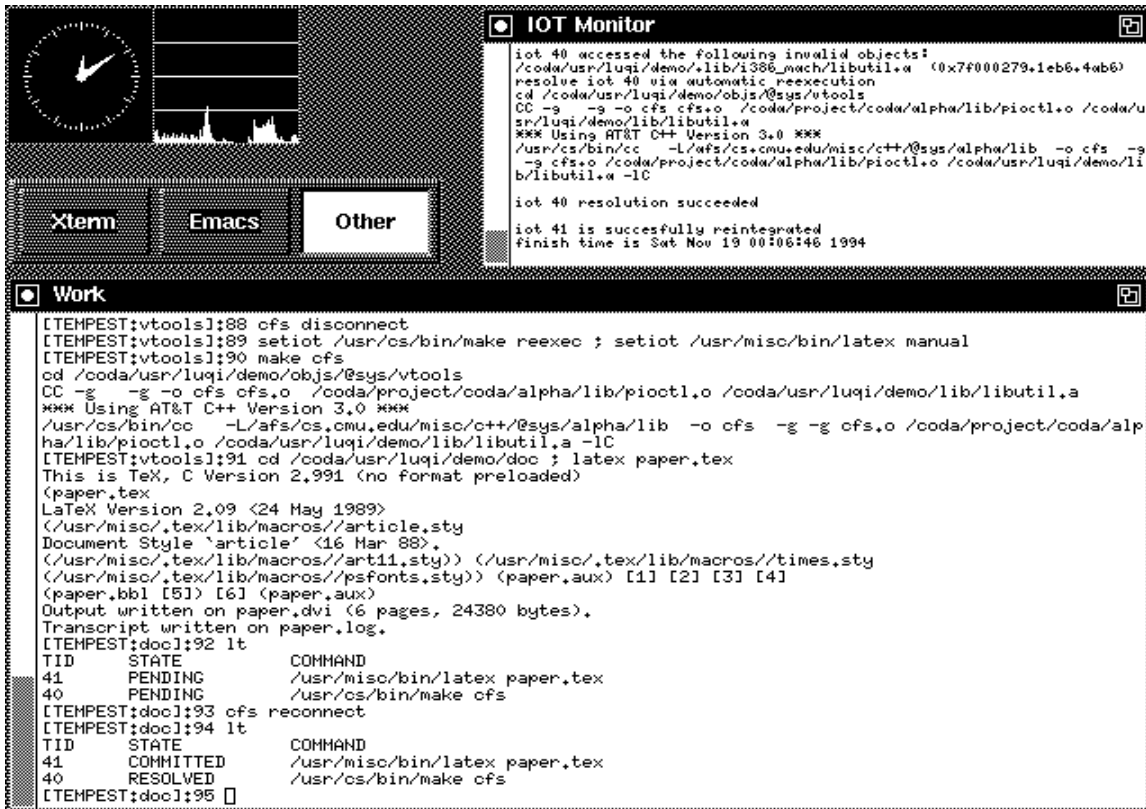 IOT Monitor
iot 40 accessed the following invalid objects:
/coda/usr/luqi/demo/.lib/i386_mach/libutil.a  (0x7f000279.1eb6.4ab6)
resolve iot 40 via automatic reexecution
cd /coda/usr/luqi/demo/objs/@sys/vtools
CC -g    -g -o cfs cfs.o  /coda/project/coda/alpha/lib/pioctl.o /coda/u
sr/luqi/demo/lib/libutil.a
*** Using AT&T C++ Version 3.0 ***
/usr/cs/bin/cc   -L/afs/cs.cmu.edu/misc/c++/@sys/alpha/lib  -o cfs  -g
 -g cfs.o /coda/project/coda/alpha/lib/pioctl.o /coda/usr/luqi/demo/li
b/libutil.a -lC
iot 40 resolution succeeded
iot 41 is succesfully reintegrated
finish time is Sat Nov 19 00:06:46 1994
Xterm Emacs Other
Work
[TEMPEST:vtools]:88 cfs disconnect
[TEMPEST:vtools]:89 setiot /usr/cs/bin/make reexec ; setiot /usr/misc/bin/latex manual
[TEMPEST:vtools]:90 make cfs
cd /coda/usr/luqi/demo/objs/@sys/vtools
CC -g    -g -o cfs cfs.o  /coda/project/coda/alpha/lib/pioctl.o /coda/usr/luqi/demo/lib/libutil.a
*** Using AT&T C++ Version 3.0 ***
/usr/cs/bin/cc   -L/afs/cs.cmu.edu/misc/c++/@sys/alpha/lib  -o cfs  -g -g cfs.o /coda/project/coda/alp
ha/lib/pioctl.o /coda/usr/luqi/demo/lib/libutil.a -lC
[TEMPEST:vtools]:91 cd /coda/usr/luqi/demo/doc ; latex paper.tex
This is TeX, C Version 2.991 (no format preloaded)
(paper.tex
LaTeX Version 2.09 <24 May 1989>
(/usr/misc/.tex/lib/macros//article.sty
Document Style `article' <16 Mar 88>.
(/usr/misc/.tex/lib/macros//art11.sty)) (/usr/misc/.tex/lib/macros//times.sty
(/usr/misc/.tex/lib/macros//psfonts.sty)) (paper.aux) [1] [2] [3] [4]
(paper.bbl [5]) [6] (paper.aux)
Output written on paper.dvi (6 pages, 24380 bytes).
Transcript written on paper.log.
[TEMPEST:doc]:92 lt
TID     STATE           COMMAND
41      PENDING         /usr/misc/bin/latex paper.tex
40      PENDING         /usr/cs/bin/make cfs
[TEMPEST:doc]:93 cfs reconnect
[TEMPEST:doc]:94 lt
TID     STATE           COMMAND
41      COMMITTED       /usr/misc/bin/latex paper.tex
40      RESOLVED        /usr/cs/bin/make cfs
[TEMPEST:doc]:95